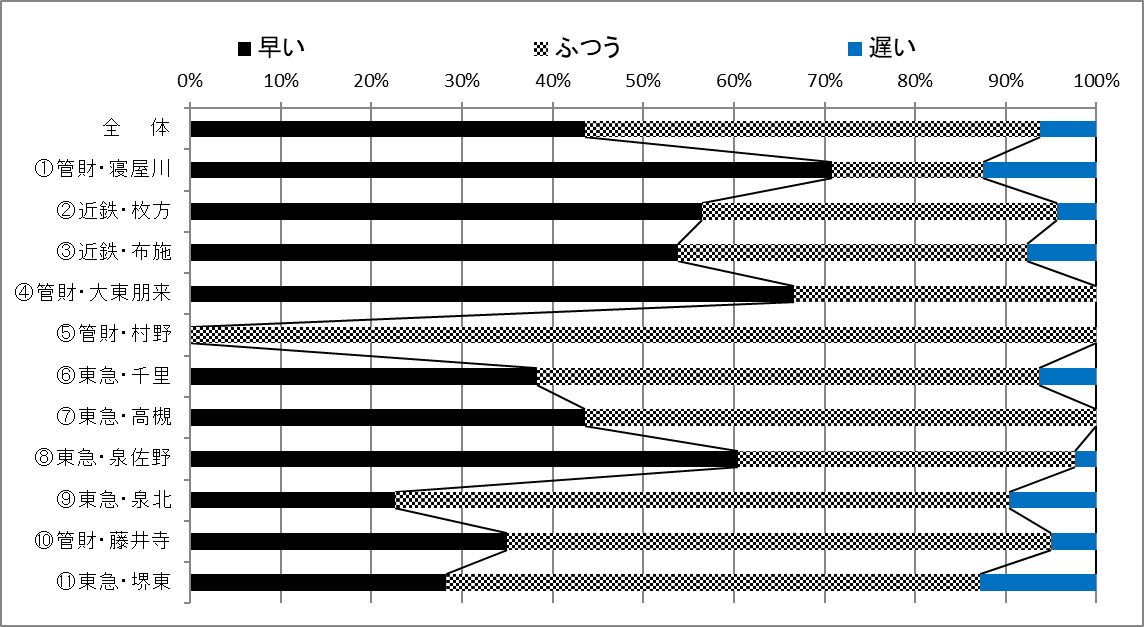 早い ふつう 遅い
0% 10% 20% 30% 40% 50% 60% 70% 80% 90% 100%
全 体
①管財・寝屋川
②近鉄・枚方
③近鉄・布施
④管財・大東朋来
⑤管財・村野
⑥東急・千里
⑦東急・高槻
⑧東急・泉佐野
⑨東急・泉北
⑩管財・藤井寺
⑪東急・堺東